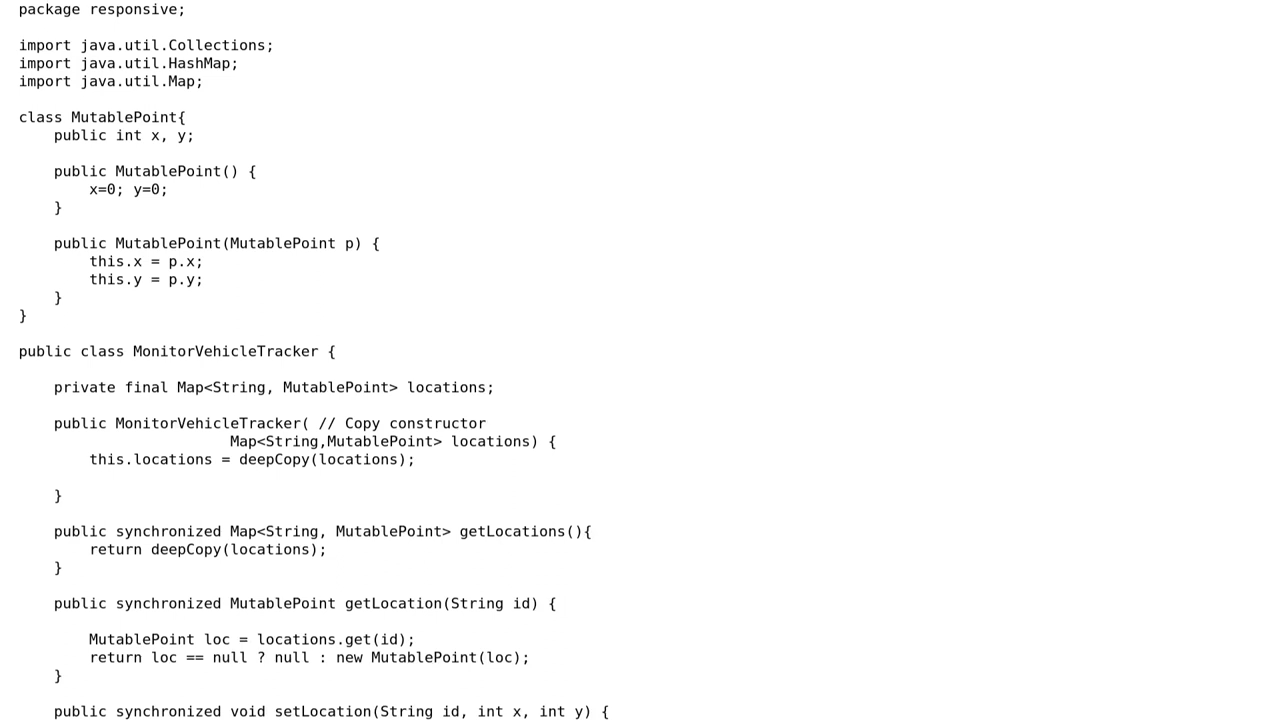 package responsive;

import java.util.Collections;
import java.util.HashMap;
import java.util.Map;

class MutablePoint{
    public int x, y;

    public MutablePoint() {
        x=0; y=0;
    }

    public MutablePoint(MutablePoint p) {
        this.x = p.x;
        this.y = p.y;
    }
}

public class MonitorVehicleTracker {

    private final Map<String, MutablePoint> locations;

    public MonitorVehicleTracker( // Copy constructor
                        Map<String,MutablePoint> locations) {
        this.locations = deepCopy(locations);

    }

    public synchronized Map<String, MutablePoint> getLocations(){
        return deepCopy(locations);
    }

    public synchronized MutablePoint getLocation(String id) {

        MutablePoint loc = locations.get(id);
        return loc == null ? null : new MutablePoint(loc);
    }

    public synchronized void setLocation(String id, int x, int y) {